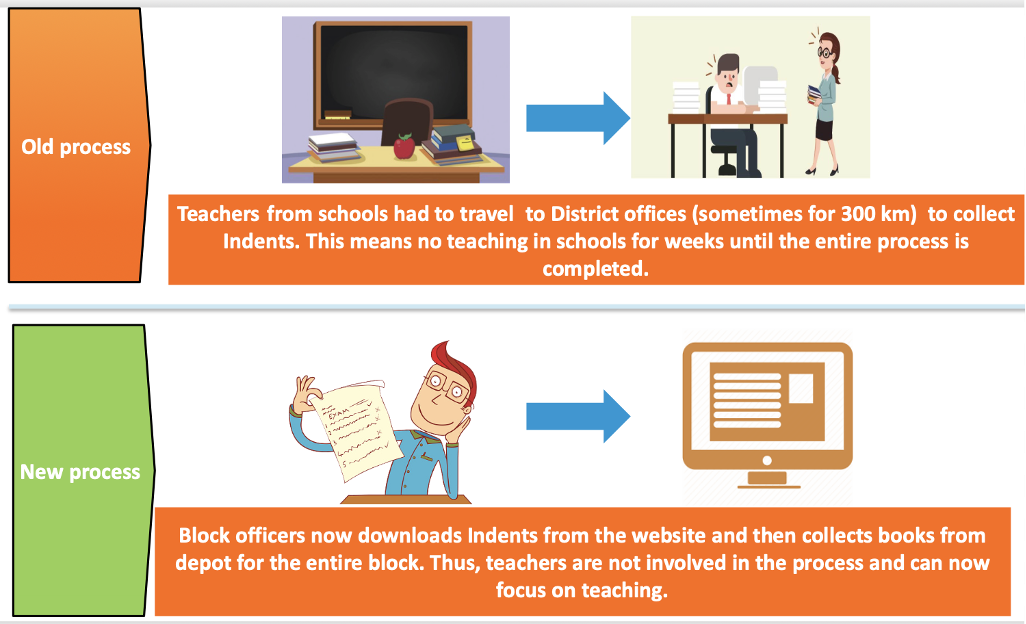 Old process
Teachers from schools had to travel to District offices (sometimes for 300 km) to collect
Indents. This means no teaching in schools for weeks until the entire process is
completed.
New process
EXAM
Block officers now downloads Indents from the website and then collects books from
depot for the entire block. Thus, teachers are not involved in the process and can now
focus on teaching.